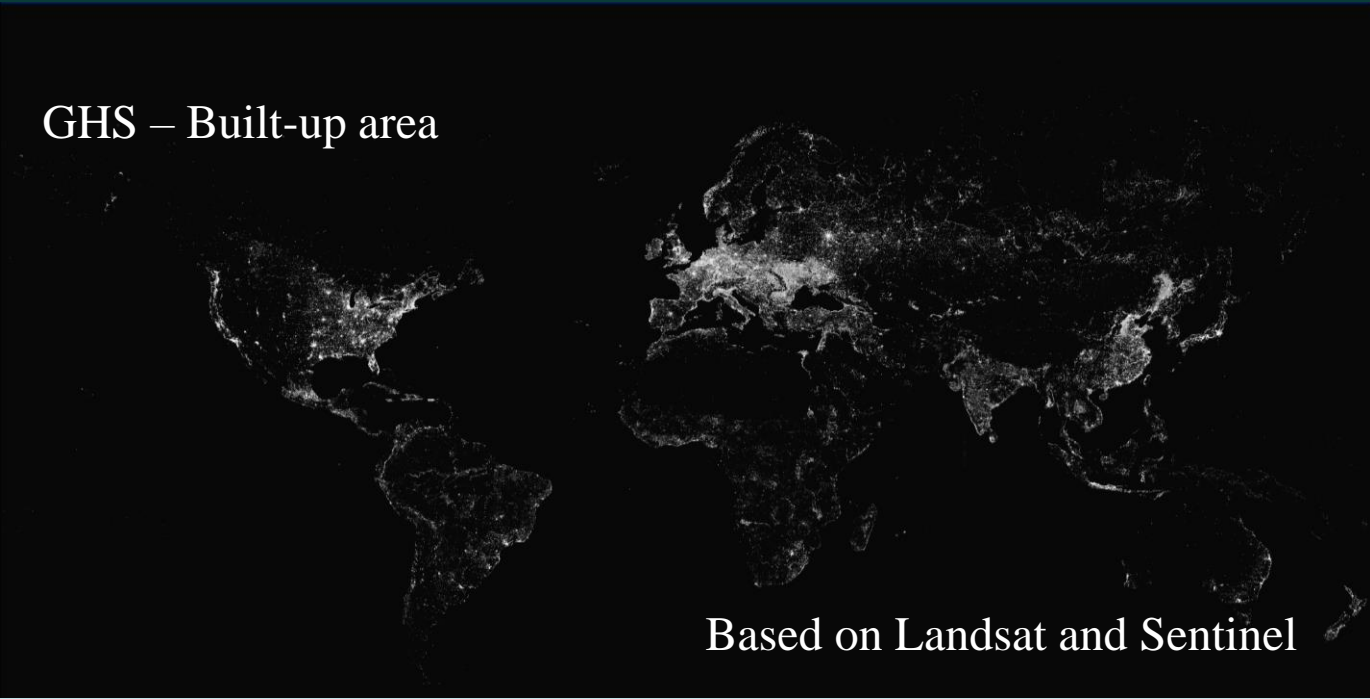 GHS – Built-up area
Based on Landsat and Sentinel